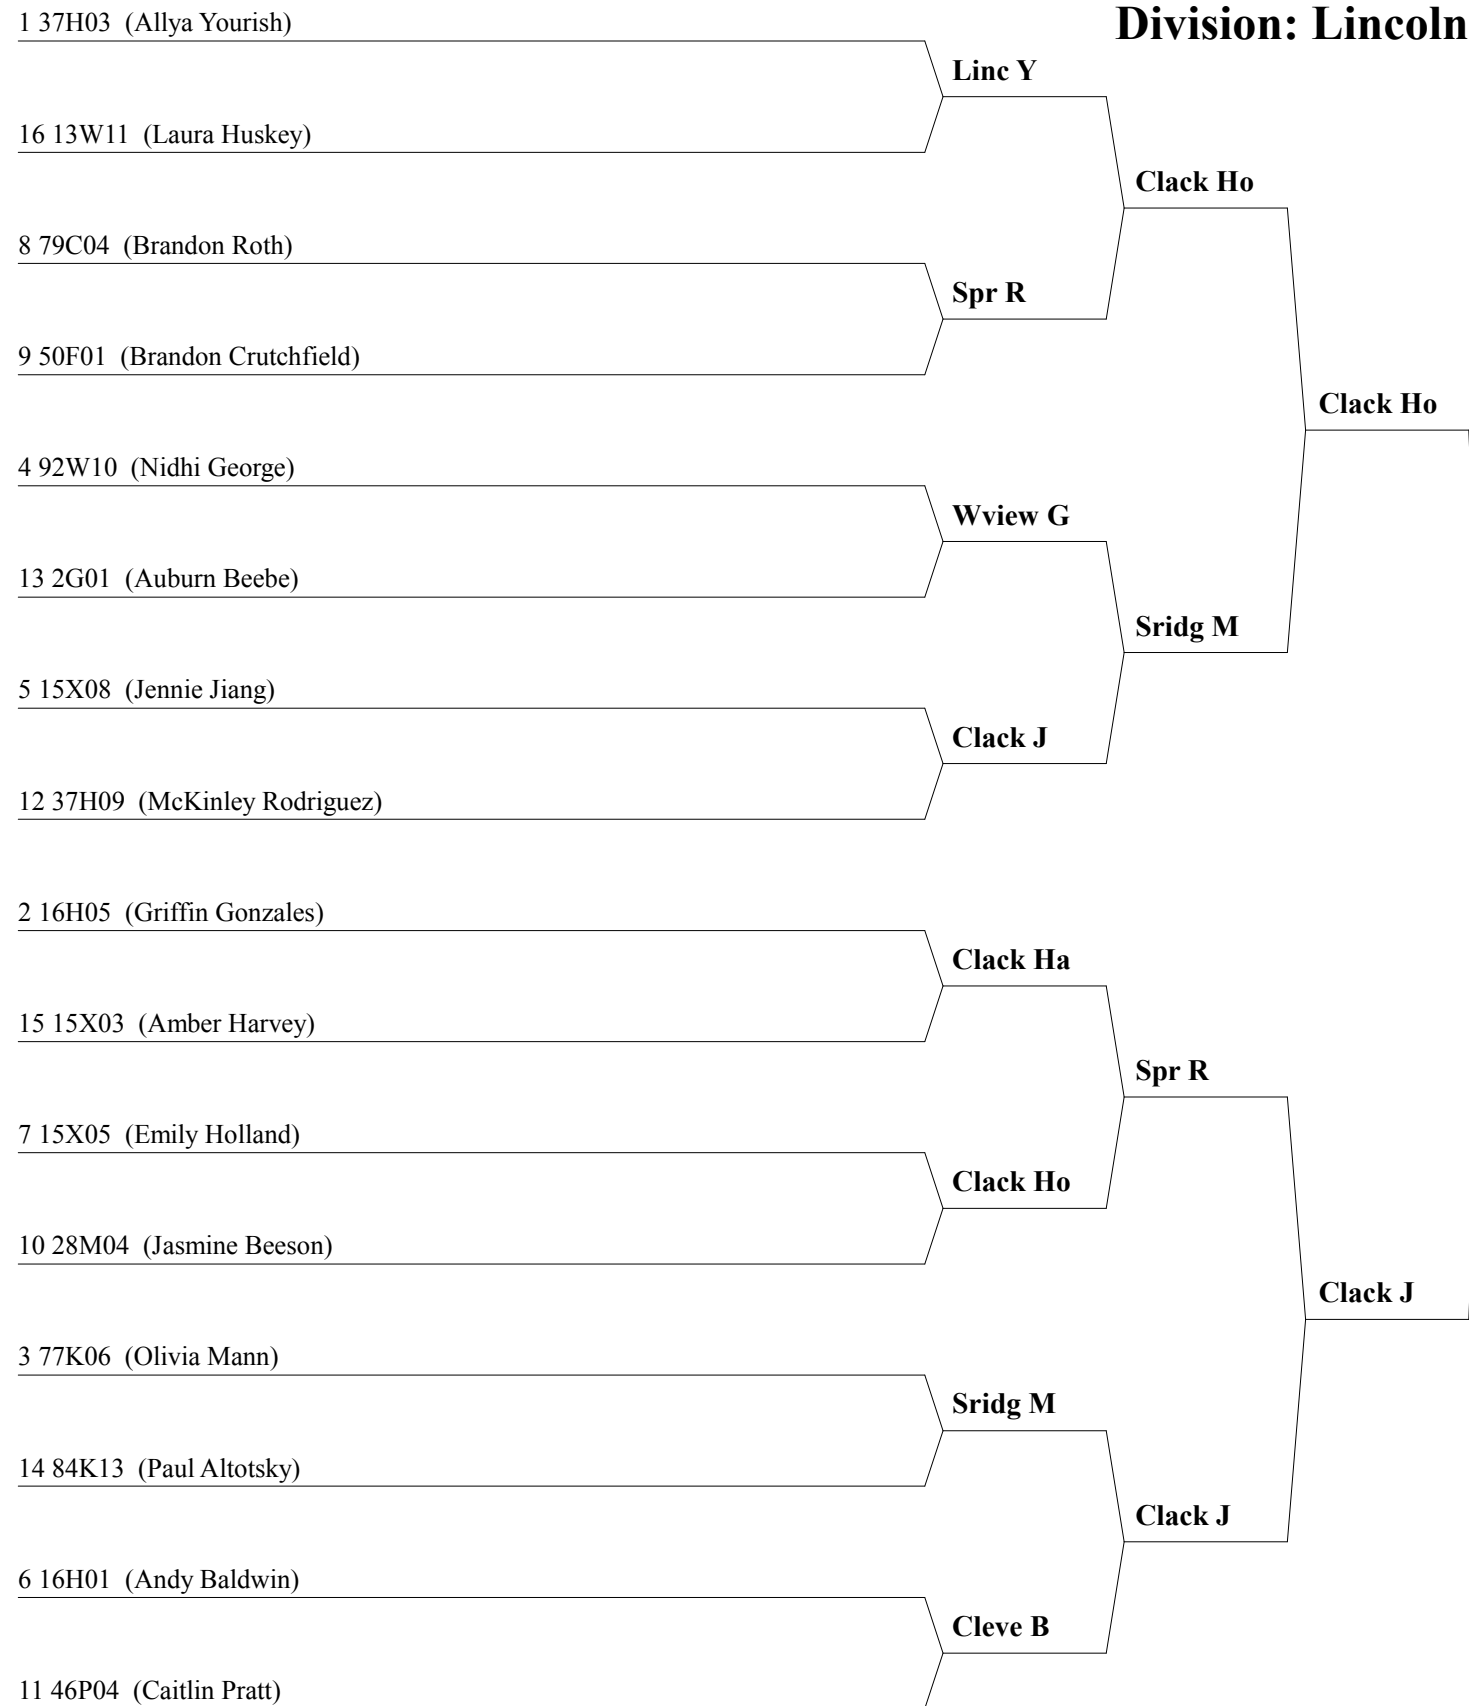 Division: Lincoln
1 37H03 (Allya Yourish)
Linc Y
16 13W11 (Laura Huskey)
Clack Ho
8 79C04 (Brandon Roth)
Spr R
9 50F01 (Brandon Crutchfield)
Clack Ho
4 92W10 (Nidhi George)
Wview G
13 2G01 (Auburn Beebe)
Sridg M
5 15X08 (Jennie Jiang)
Clack J
12 37H09 (McKinley Rodriguez)
2 16H05 (Griffin Gonzales)
Clack Ha
15 15X03 (Amber Harvey)
Spr R
7 15X05 (Emily Holland)
Clack Ho
10 28M04 (Jasmine Beeson)
Clack J
3 77K06 (Olivia Mann)
Sridg M
14 84K13 (Paul Altotsky)
Clack J
6 16H01 (Andy Baldwin)
Cleve B
11 46P04 (Caitlin Pratt)